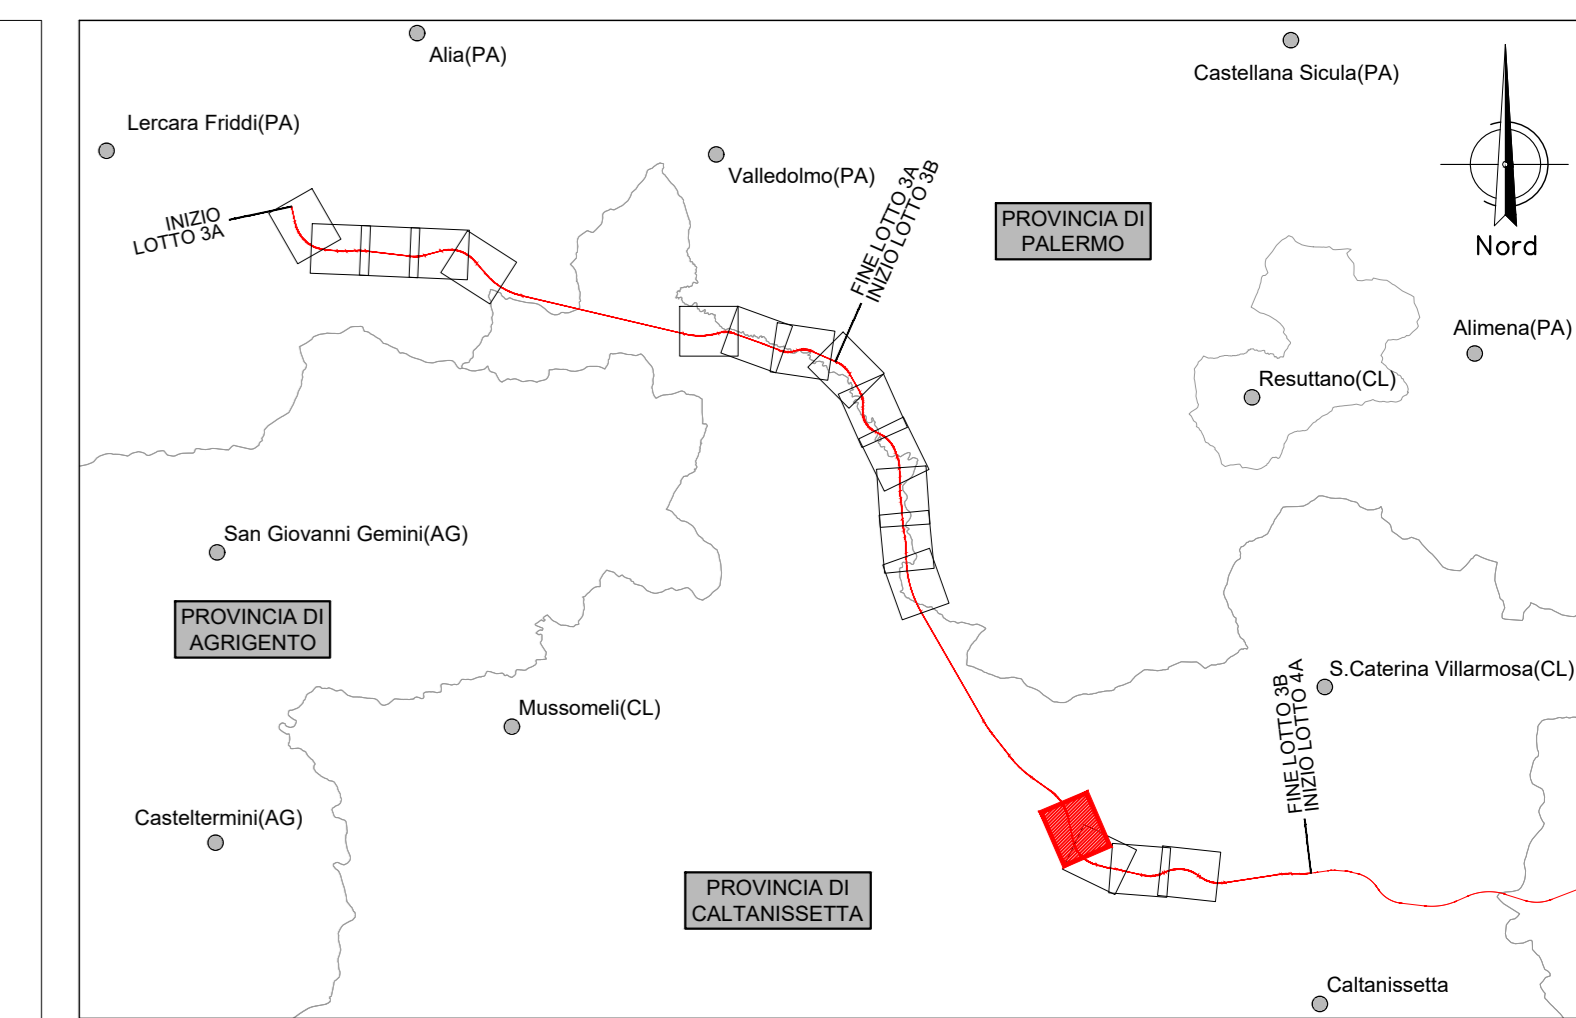 Alia(PA)
Castellana Sicula(PA)
Lercara Friddi(PA)
Valledolmo(PA)
INIZIO
LOTTO 3A
FINE LOTTO 3A
INIZIO LOTTO 3B
PROVINCIA DI
PALERMO
Nord
Alimena(PA)
Resuttano(CL)
San Giovanni Gemini(AG)
PROVINCIA DI
AGRIGENTO
Mussomeli(CL)
S.Caterina Villarmosa(CL)
FINE LOTTO 3B
INIZIO LOTTO 4A
Casteltermini(AG)
PROVINCIA DI
CALTANISSETTA
Caltanissetta